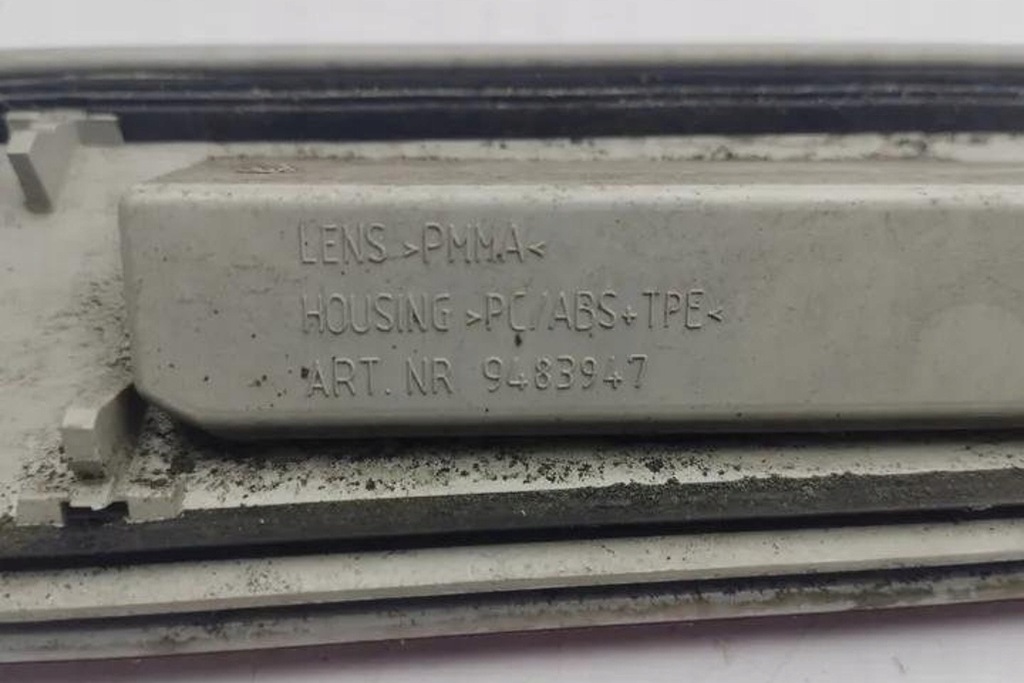 LENS >PMMA<
HOUSING >PC/ABS+TPE<
ART. NR 9483947